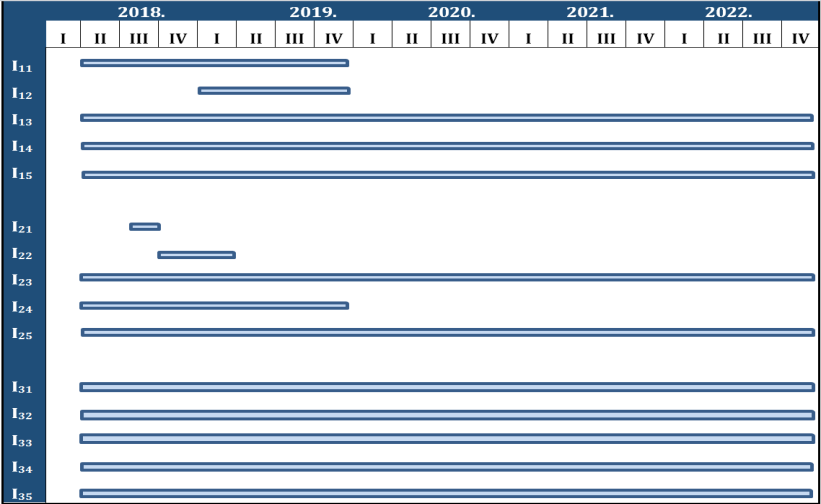 2018. 2019. 2020. 2021. 2022.
I II III IV I II III IV I II III IV I II III IV I II III IV
I₁₁
I₁₂
I₁₃
I₁₄
I₁₅
I₂₁
I₂₂
I₂₃
I₂₄
I₂₅
I₃₁
I₃₂
I₃₃
I₃₄
I₃₅